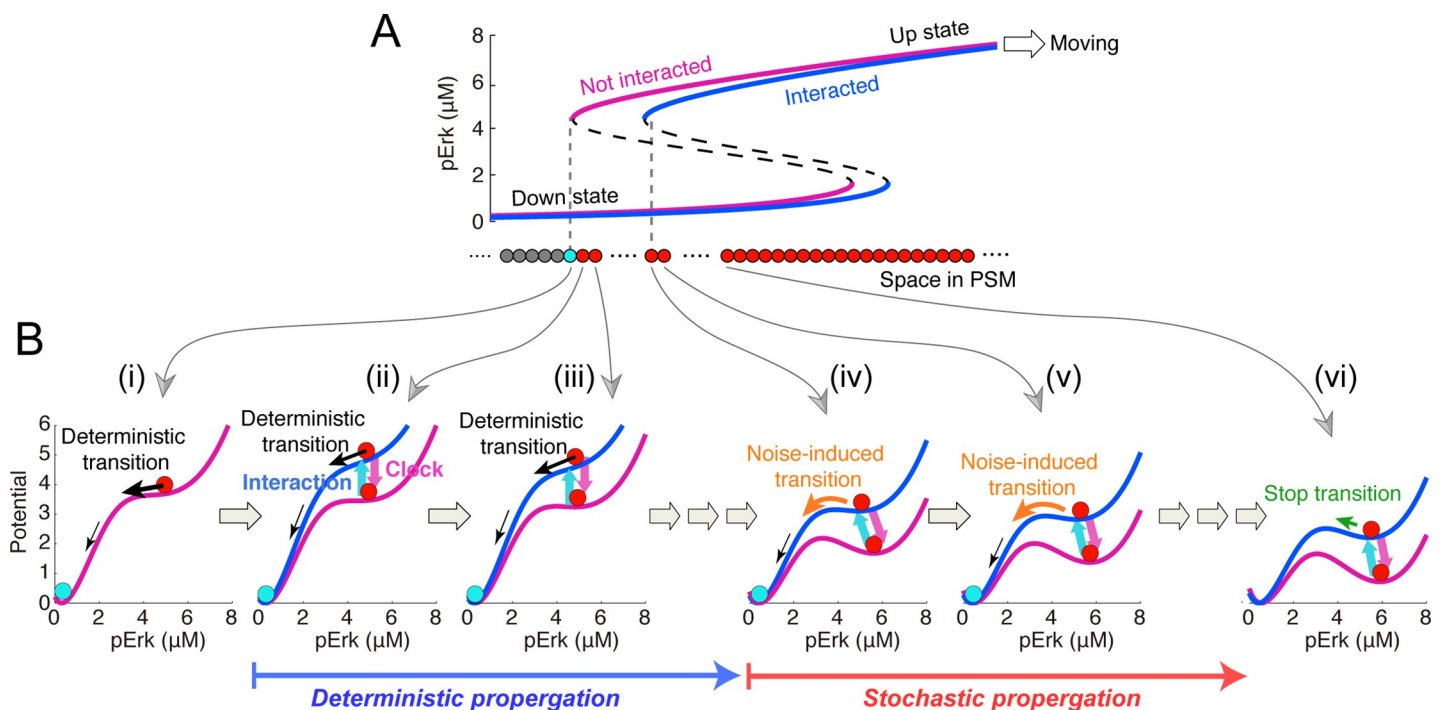 A
8
6
4
2
0
pErk (µM)
Not interacted
Interacted
Up state
Moving
Down state
Space in PSM
B
(i)
(ii)
(iii)
(iv)
(v)
(vi)
6
5
4
3
2
1
0
Potential
Deterministic
transition
0 2 4 6 8
pErk (µM)
Deterministic
transition
Interaction
Clock
0 2 4 6 8
pErk (µM)
Deterministic
transition
0 2 4 6 8
pErk (µM)
Noise-induced
transition
0 2 4 6 8
pErk (µM)
Noise-induced
transition
0 2 4 6 8
pErk (µM)
Stop transition
0 2 4 6 8
pErk (µM)
Deterministic propergation
Stochastic propergation